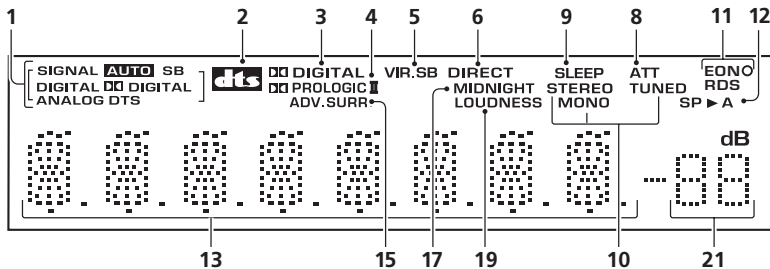 1 2 3 4 5 6 9 8 11 12
SIGNAL AUTO SB
DIGITAL DD DIGITAL
ANALOG DTS
dts
DD DIGITAL
DD PROLOGIC II
ADV.SURR.
VIR.SB
DIRECT
MIDNIGHT
LOUDNESS
SLEEP
STEREO
MONO
ATT
TUNED
EON
RDS
SP ► A
dB
13 15 17 19 10 21